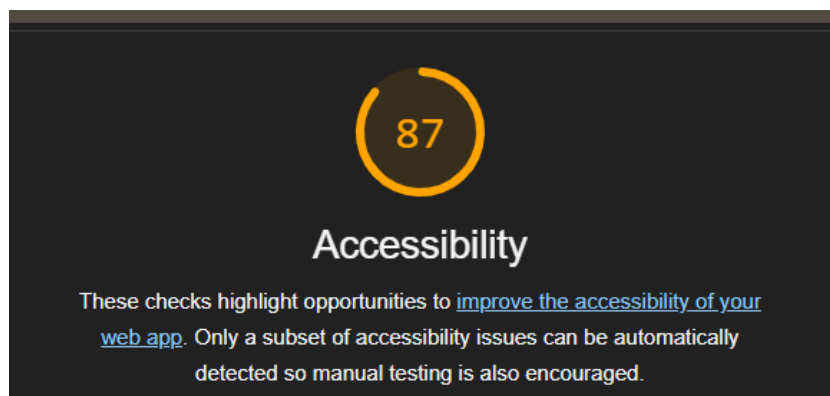 87
Accessibility
These checks highlight opportunities to improve the accessibility of your
web app. Only a subset of accessibility issues can be automatically
detected so manual testing is also encouraged.